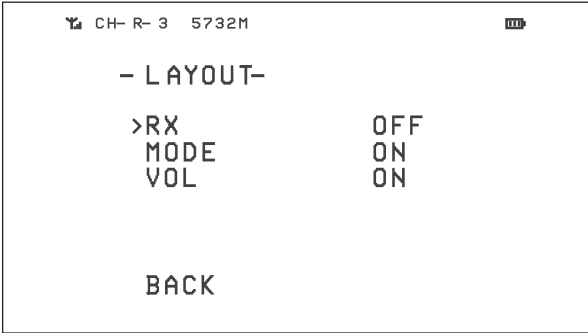 CH-R-3 5732M
-LAYOUT-
>RX OFF
MODE ON
VOL ON
BACK